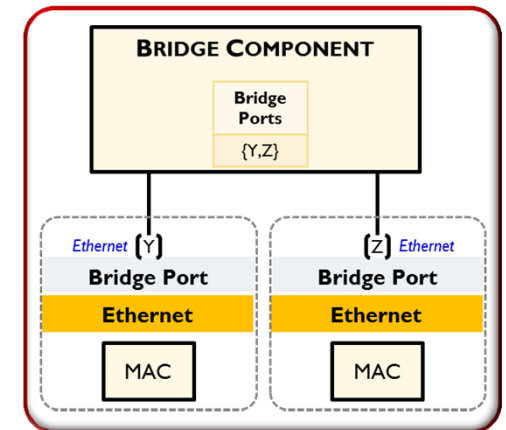 BRIDGE COMPONENT
Bridge
Ports
{Y,Z}
Ethernet (Y)
(Z) Ethernet
Bridge Port
Bridge Port
Ethernet
Ethernet
MAC
MAC